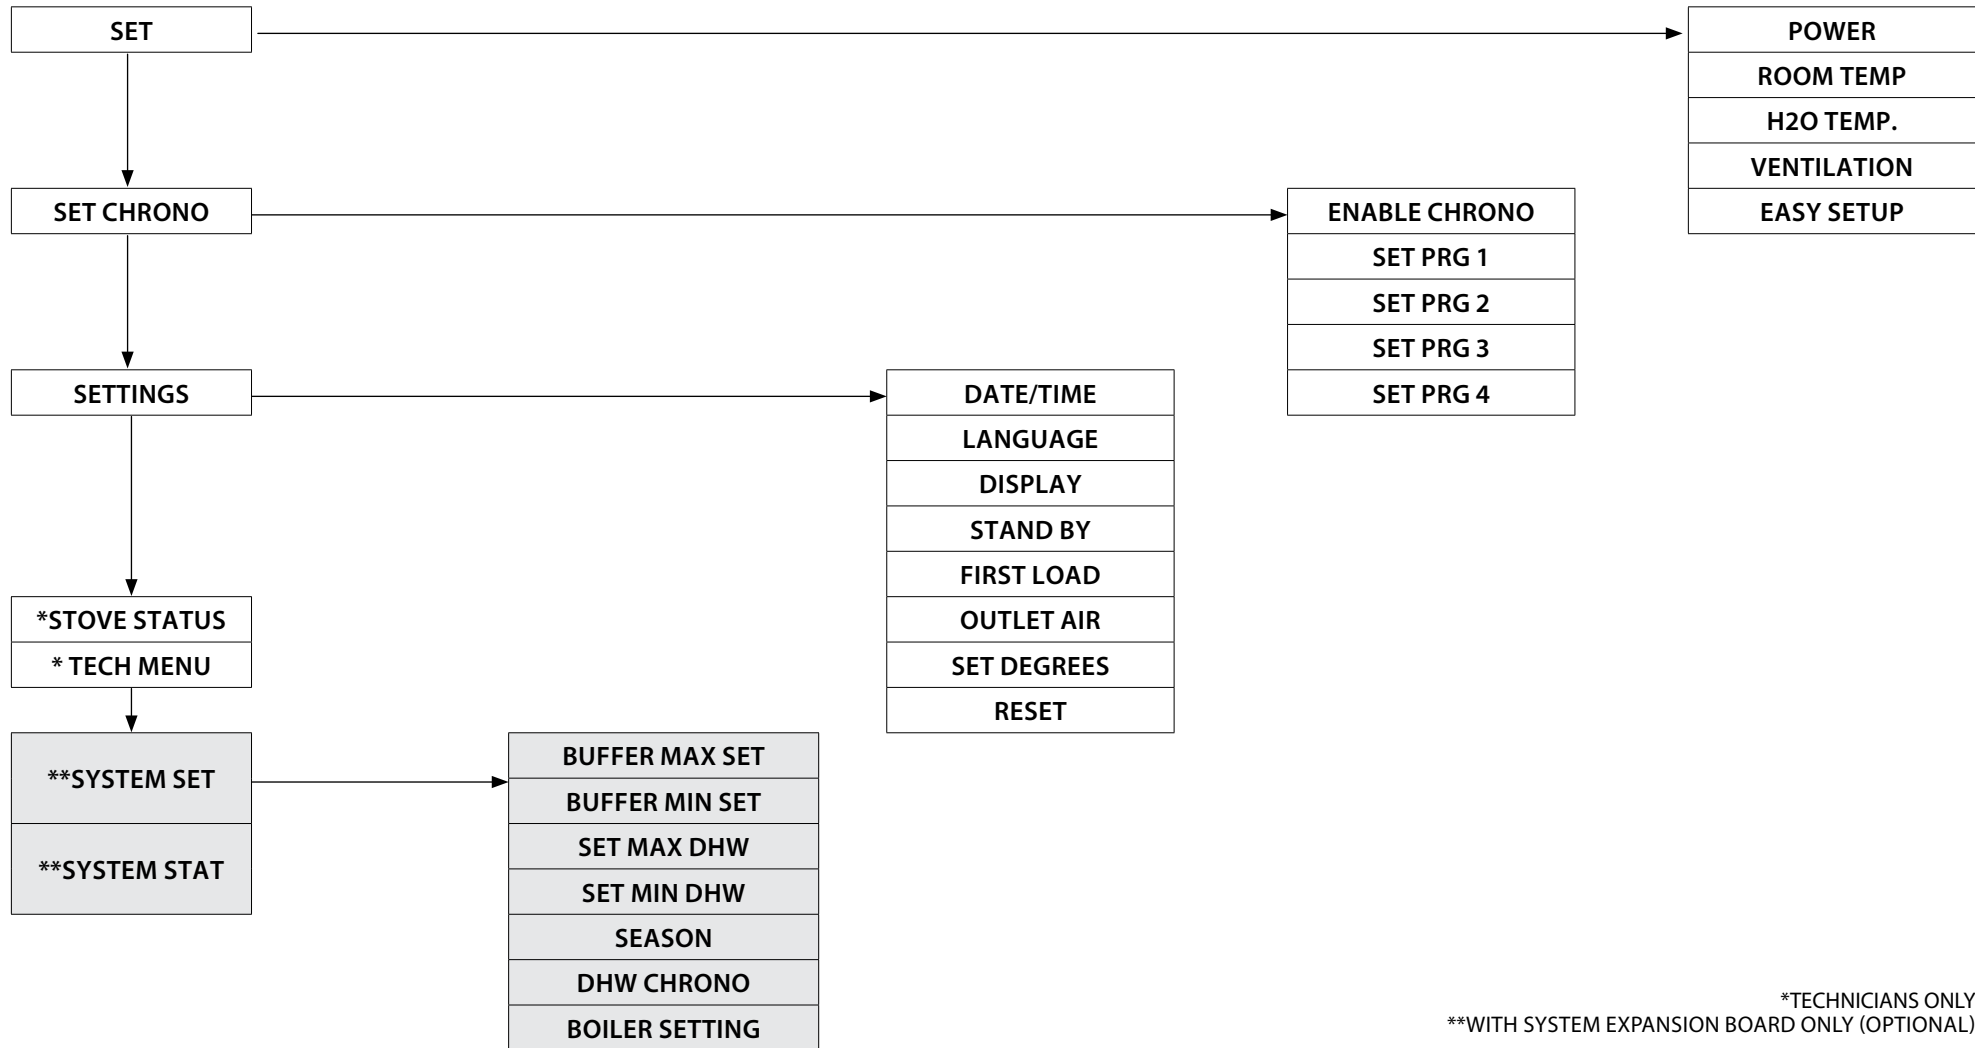 SET
POWER
ROOM TEMP
H2O TEMP.
VENTILATION
EASY SETUP
SET CHRONO
ENABLE CHRONO
SET PRG 1
SET PRG 2
SET PRG 3
SET PRG 4
SETTINGS
DATE/TIME
LANGUAGE
DISPLAY
STAND BY
FIRST LOAD
OUTLET AIR
SET DEGREES
RESET
*STOVE STATUS
* TECH MENU
**SYSTEM SET
**SYSTEM STAT
BUFFER MAX SET
BUFFER MIN SET
SET MAX DHW
SET MIN DHW
SEASON
DHW CHRONO
BOILER SETTING
*TECHNICIANS ONLY
**WITH SYSTEM EXPANSION BOARD ONLY (OPTIONAL)